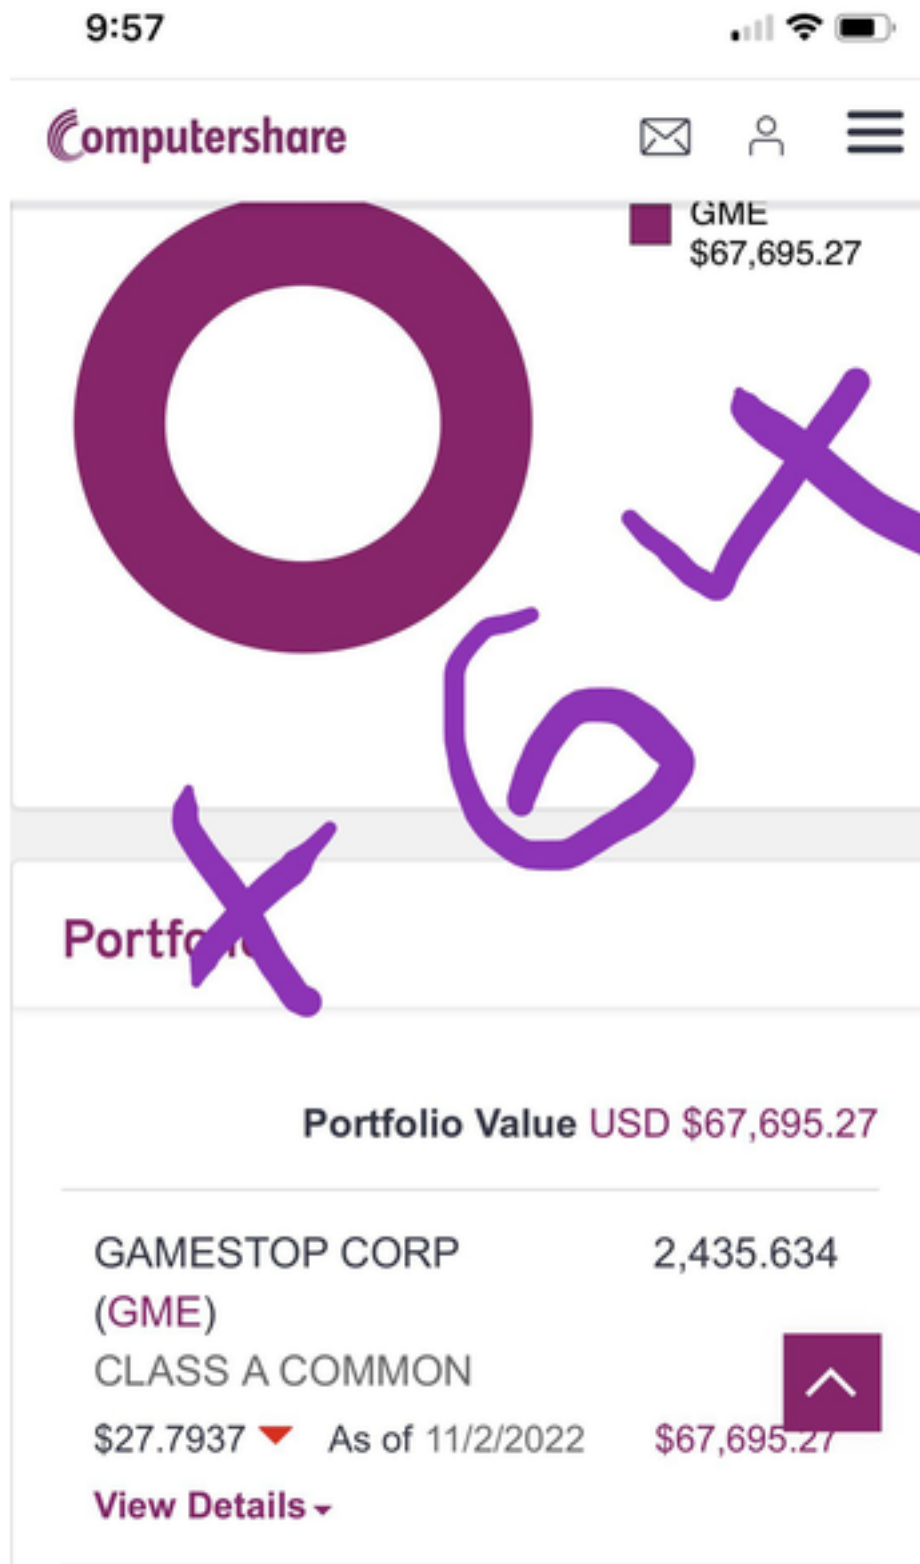 9:57
Computershare
GME
$67,695.27
X 6
Portfolio
Portfolio Value USD $67,695.27
GAMESTOP CORP 2,435.634
(GME)
CLASS A COMMON
$27.7937 As of 11/2/2022 $67,695.27
View Details